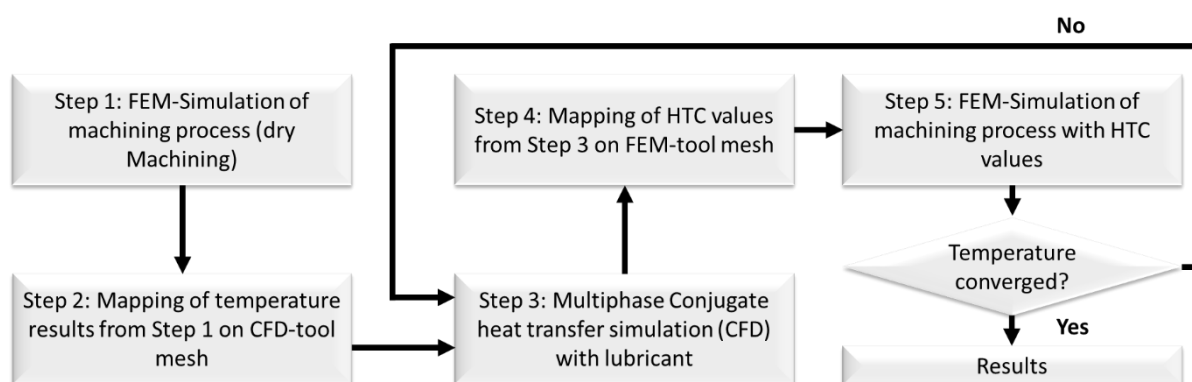 No
Step 1: FEM-Simulation of
machining process (dry
Machining)
Step 4: Mapping of HTC values
from Step 3 on FEM-tool mesh
Step 5: FEM-Simulation of
machining process with HTC
values
Step 2: Mapping of temperature
results from Step 1 on CFD-tool
mesh
Step 3: Multiphase Conjugate
heat transfer simulation (CFD)
with lubricant
Temperature
converged?
Yes
Results